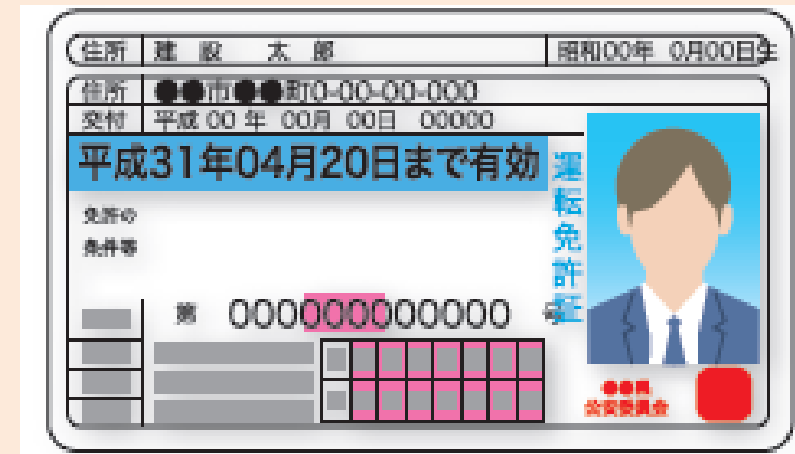 住所 建設 太郎 昭和00年 0月00日生
住所 ●●市●●町0-00-00-000
交付 平成 00 年 00月 00日 00000
平成31年04月20日まで有効
運転免許証
免許の
条件等
第 000000000000 号
●●県
公安委員会